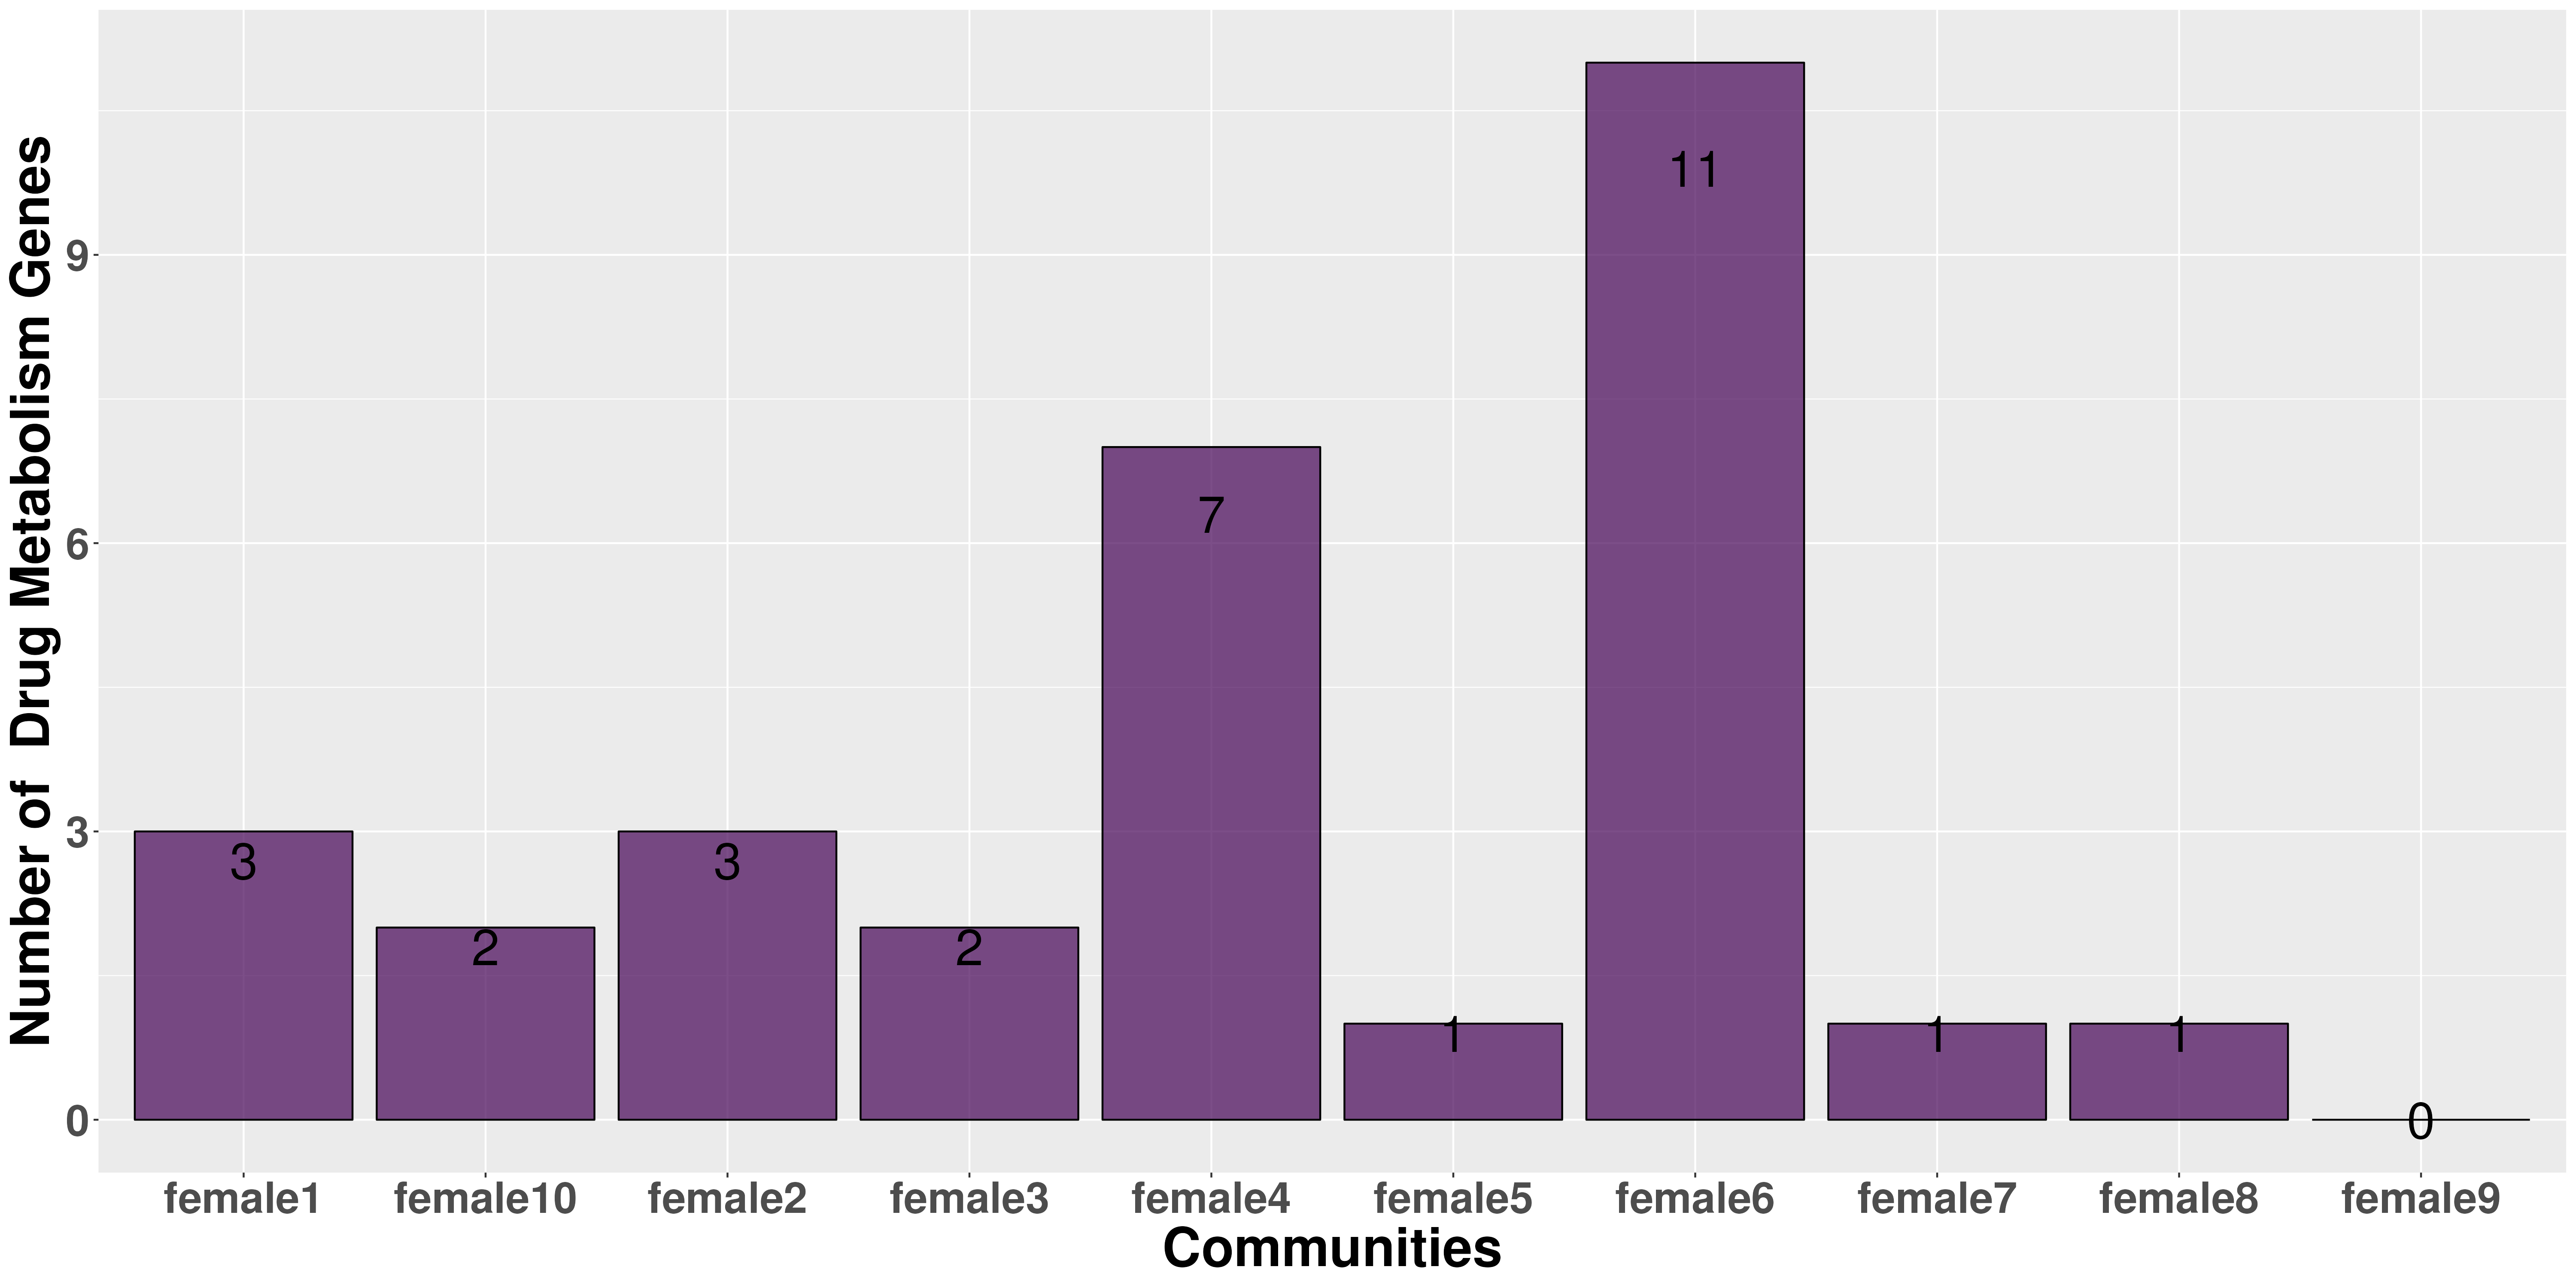 Number of  Drug Metabolism Genes
9
6
3
0
3
2
3
2
7
1
11
1
1
0
female1
female10
female2
female3
female4
female5
female6
female7
female8
female9
Communities